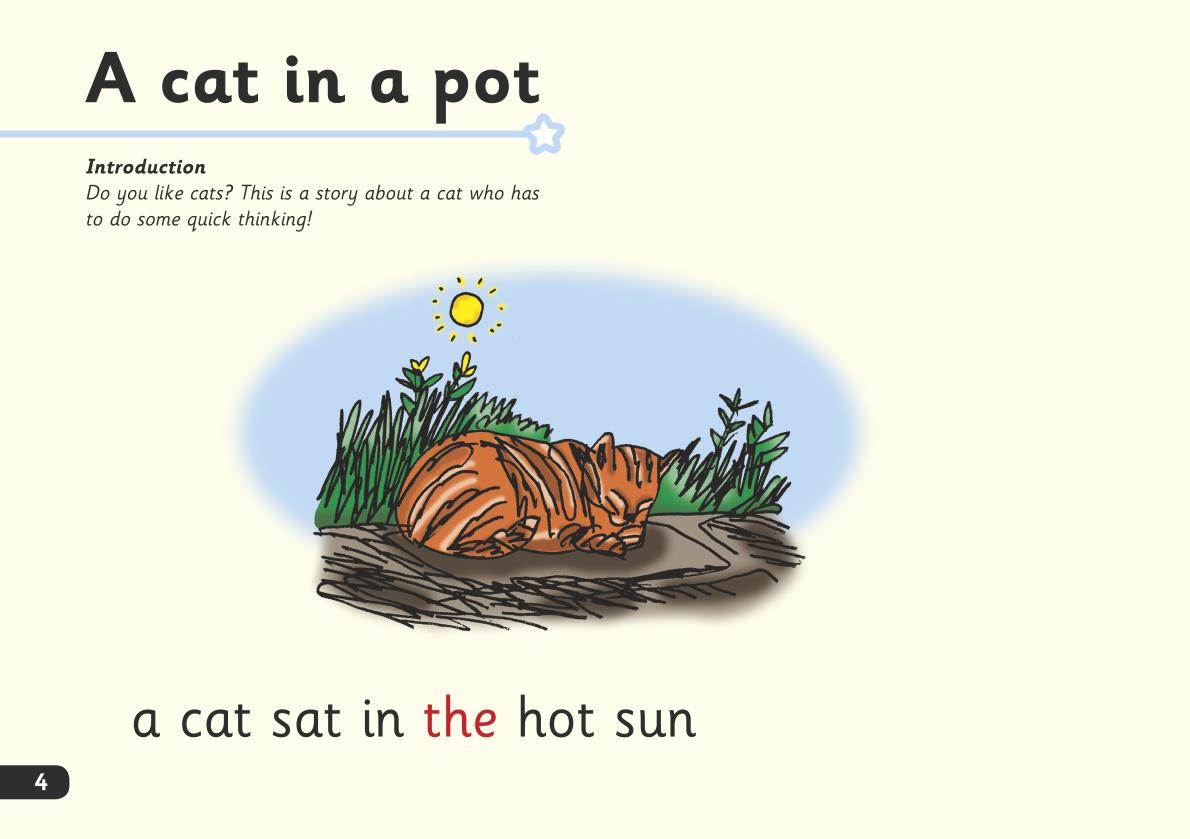 A cat in a pot
Introduction
Do you like cats? This is a story about a cat who has
to do some quick thinking!
a cat sat in the hot sun
4